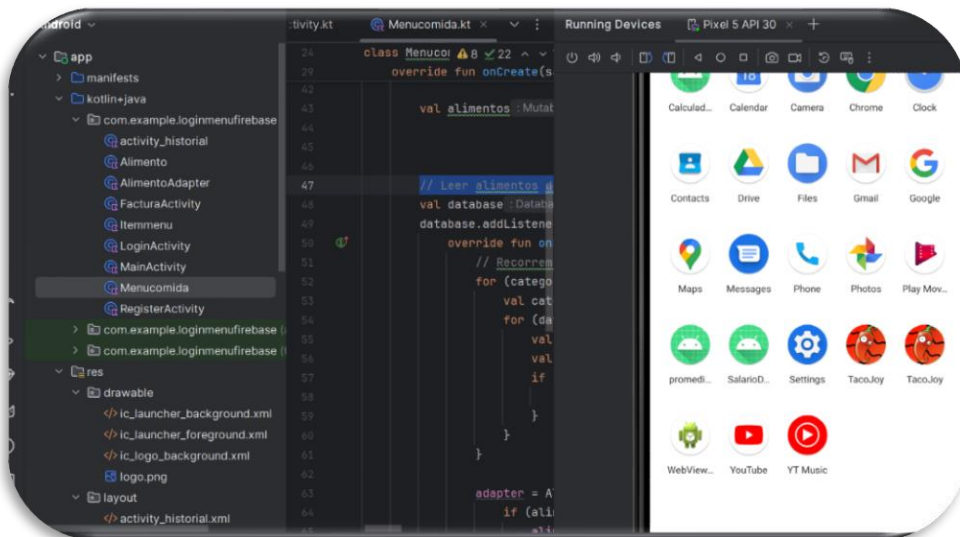 ndroid
app
manifests
kotlin+java
com.example.loginmenufirebase
activity_historial
Alimento
AlimentoAdapter
FacturaActivity
Itemmenu
LoginActivity
MainActivity
Menucomida
RegisterActivity
com.example.loginmenufirebase
com.example.loginmenufirebase
res
drawable
ic_launcher_background.xml
ic_launcher_foreground.xml
ic_logo_background.xml
logo.png
layout
activity_historial.xml
:tivity.kt Menucomida.kt
24 class Menucor 8 22
29 override fun onCreate(s
42
43 val alimentos : Mutab
44
45
46
47 // Leer alimentos d
48 val database : Databa
49 database.addListene
50 override fun on
51 // Recorrem
52 for (catego
53 val cat
54 for (da
55 val
56 val
57 if
58
59 }
60 }
61 }
62
63 adapter = A
64 if (ali
Running Devices Pixel 5 API 30
18
Calculad... Calendar Camera Chrome Clock
Contacts Drive Files Gmail Google
Maps Messages Phone Photos Play Mov...
promedi... SalarioD... Settings TacoJoy TacoJoy
WebView... YouTube YT Music